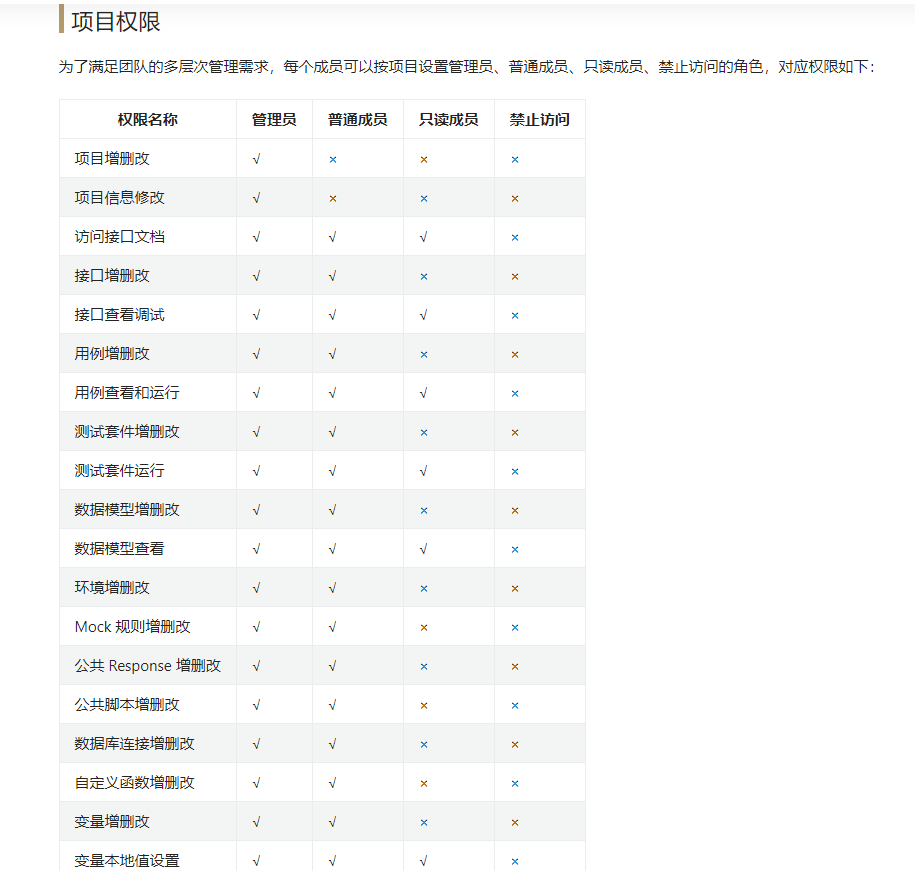 项目权限
为了满足团队的多层次管理需求，每个成员可以按项目设置管理员、普通成员、只读成员、禁止访问的角色，对应权限如下：
权限名称 管理员 普通成员 只读成员 禁止访问
项目增删改 √ × × ×
项目信息修改 √ × × ×
访问接口文档 √ √ √ ×
接口增删改 √ √ × ×
接口查看调试 √ √ √ ×
用例增删改 √ √ × ×
用例查看和运行 √ √ √ ×
测试套件增删改 √ √ × ×
测试套件运行 √ √ √ ×
数据模型增删改 √ √ × ×
数据模型查看 √ √ √ ×
环境增删改 √ √ × ×
Mock 规则增删改 √ √ × ×
公共 Response 增删改 √ √ × ×
公共脚本增删改 √ √ × ×
数据库连接增删改 √ √ × ×
自定义函数增删改 √ √ × ×
变量增删改 √ √ × ×
变量本地值设置 √ √ √ ×